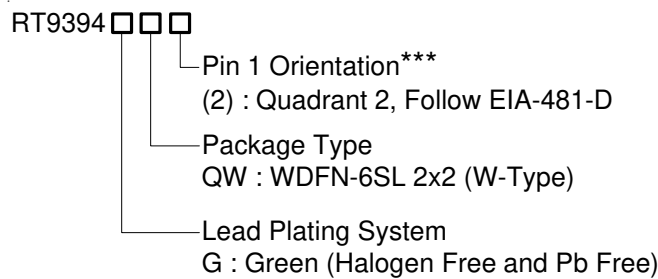 RT9394□□□
Pin 1 Orientation***
(2) : Quadrant 2, Follow EIA-481-D
Package Type
QW : WDFN-6SL 2x2 (W-Type)
Lead Plating System
G : Green (Halogen Free and Pb Free)